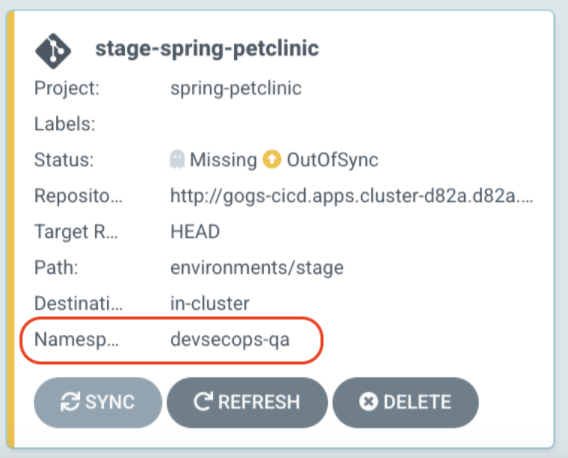 stage-spring-petclinic
Project: spring-petclinic
Labels:
Status: Missing OutOfSync
Reposito... http://gogs-cicd.apps.cluster-d82a.d82a....
Target R... HEAD
Path: environments/stage
Destinati... in-cluster
Namesp... devsecops-qa
SYNC REFRESH DELETE